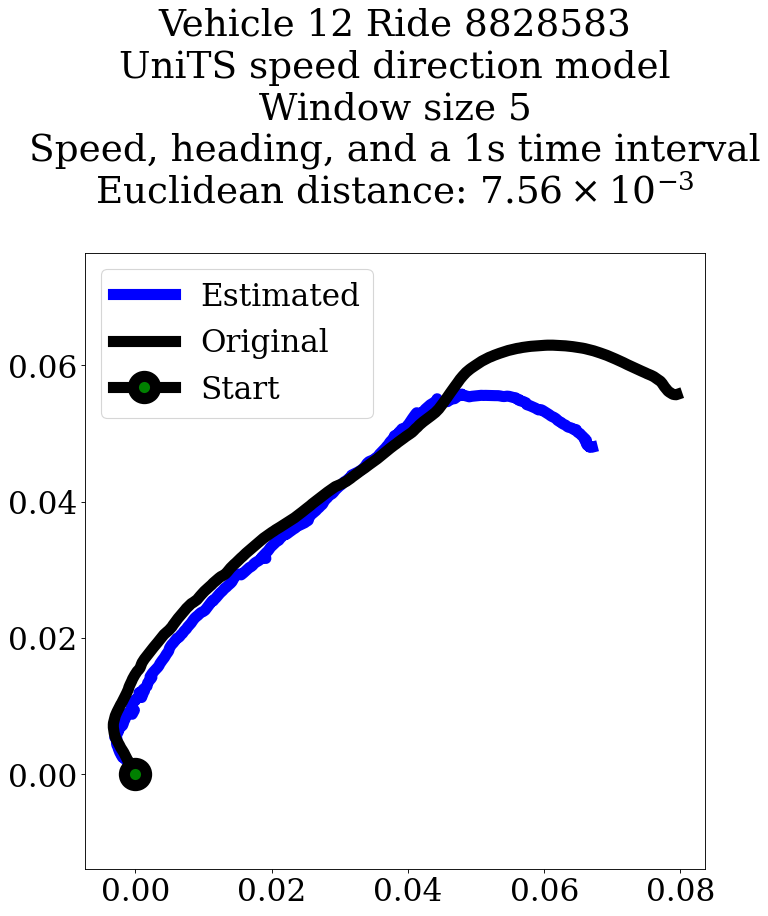 Vehicle 12 Ride 8828583
UniTS speed direction model
Window size 5
Speed, heading, and a 1s time interval
Euclidean distance: 7.56 × 10⁻³
Estimated
Original
Start
0.06
0.04
0.02
0.00
0.00 0.02 0.04 0.06 0.08